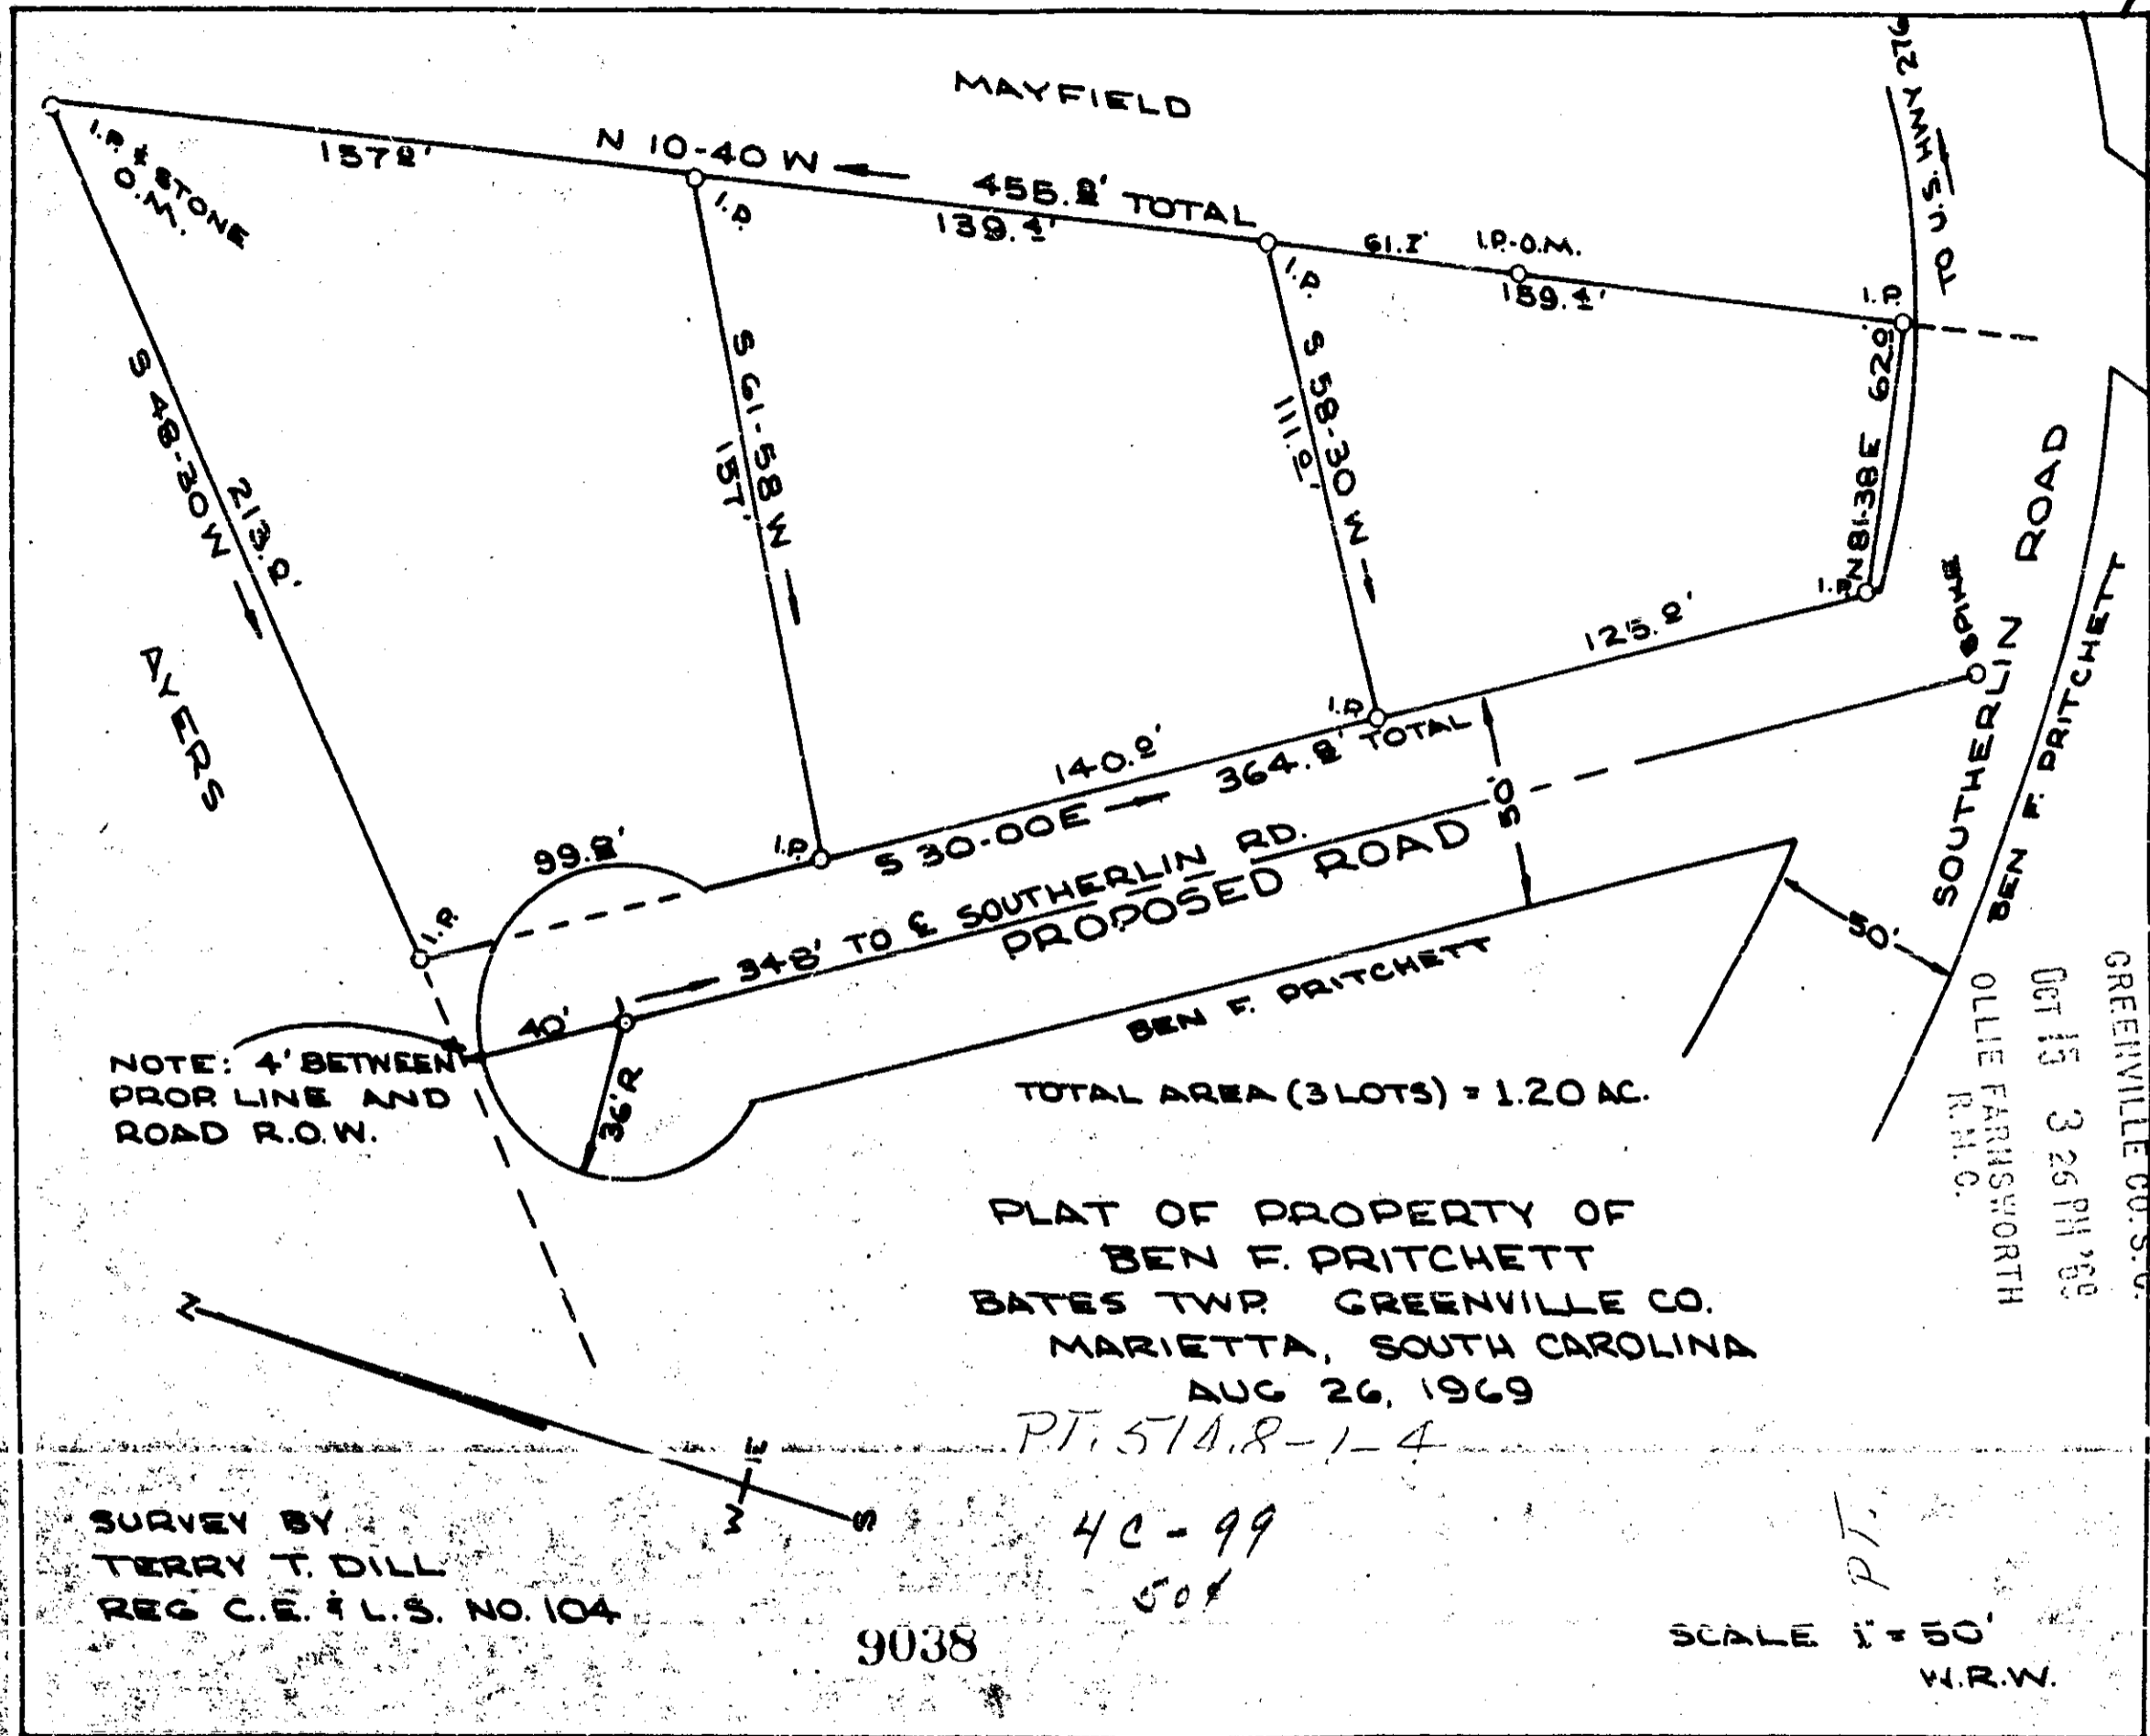 MAYFIELD
TO U.S. HWY 276
I.P. & STONE
O.M.
157.2'
N 10-40 W
455.2' TOTAL
I.P.
139.4'
61.7'
I.P.-O.M.
I.P.
159.4'
I.P.
S 48-30 W
213.0'
S 61-58 W
157'
S 58-30 W
111.0'
N 81-38 E 62.0'
I.P.
SPIKE
SOUTHERLIN ROAD
BEN F. PRITCHETT
AYERS
125.2'
I.P.
140.2'
S 30-00 E
364.2' TOTAL
99.2'
I.P.
50'
I.P.
348' TO ℄ SOUTHERLIN RD.
PROPOSED ROAD
BEN F. PRITCHETT
50'
40'
36' R
NOTE: 4' BETWEEN
PROP. LINE AND
ROAD R.O.W.
TOTAL AREA (3 LOTS) = 1.20 AC.
GREENVILLE CO. S.C.
OCT 15 3 26 PM '69
OLLIE FARNSWORTH
R.M.C.
PLAT OF PROPERTY OF
BEN F. PRITCHETT
BATES TWP. GREENVILLE CO.
MARIETTA, SOUTH CAROLINA
AUG 26, 1969
PT. 514.8-1-4
N
E
W
S
SURVEY BY
TERRY T. DILL
REG C.E. & L.S. NO. 104
4C-99
50¢
9038
PT.
SCALE 1" = 50'
W.R.W.